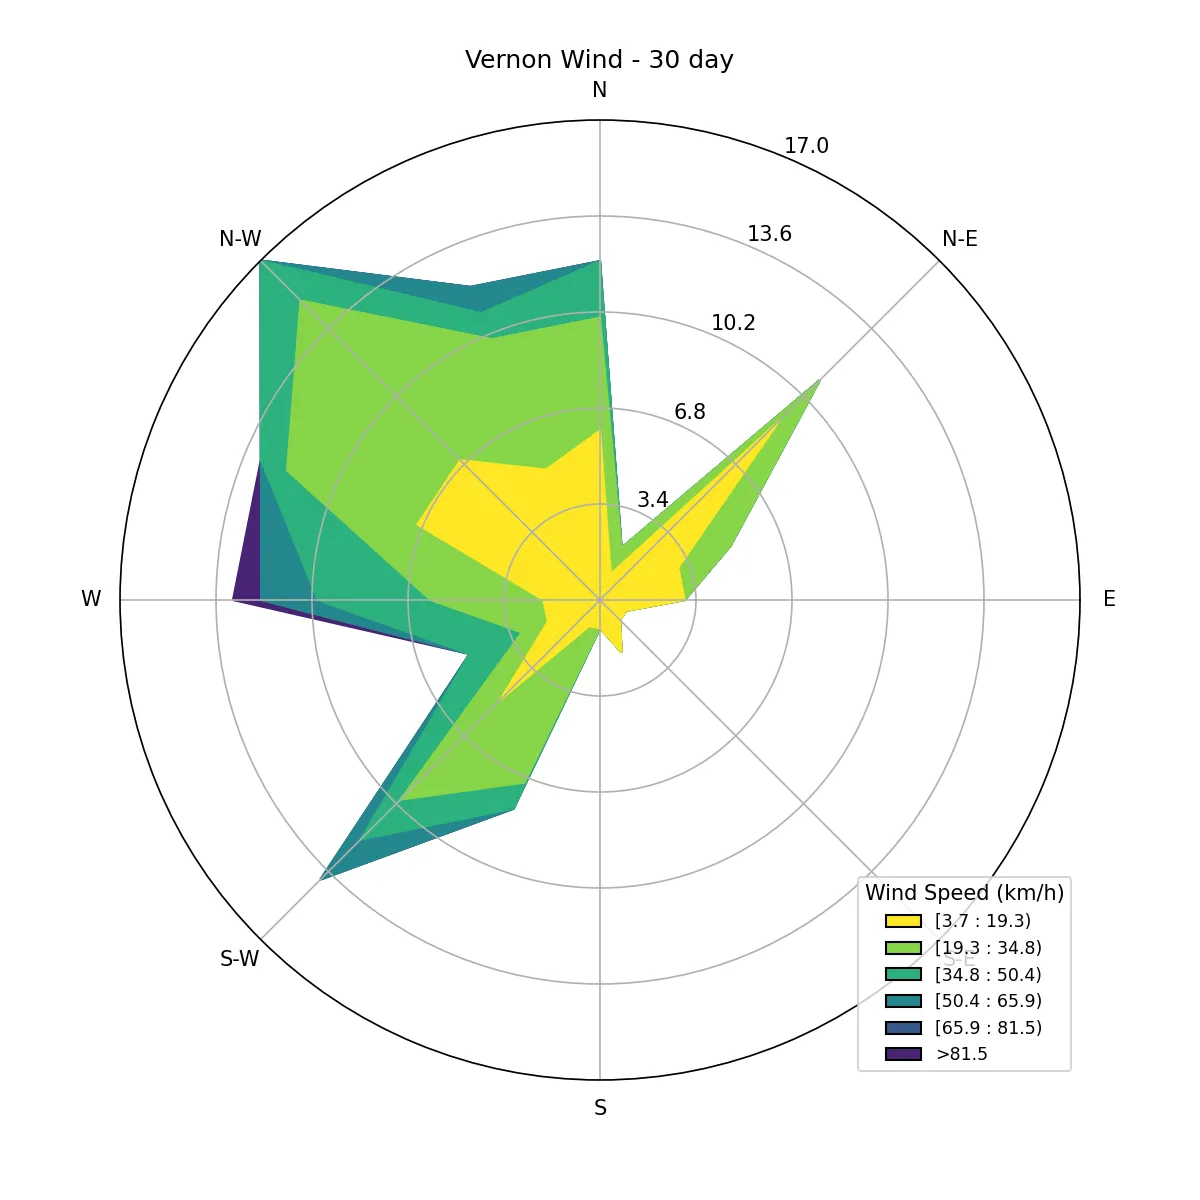 Vernon Wind - 30 day
N
17.0
13.6
N-W
N-E
10.2
6.8
3.4
W
E
S-W
S-E
S
Wind Speed (km/h)
[3.7 : 19.3)
[19.3 : 34.8)
[34.8 : 50.4)
[50.4 : 65.9)
[65.9 : 81.5)
>81.5